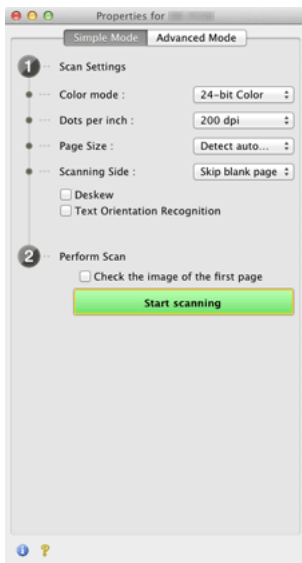 Properties for
Simple Mode Advanced Mode
1 Scan Settings
Color mode : 24-bit Color
Dots per inch : 200 dpi
Page Size : Detect auto...
Scanning Side : Skip blank page
Deskew
Text Orientation Recognition
2 Perform Scan
Check the image of the first page
Start scanning
i ?